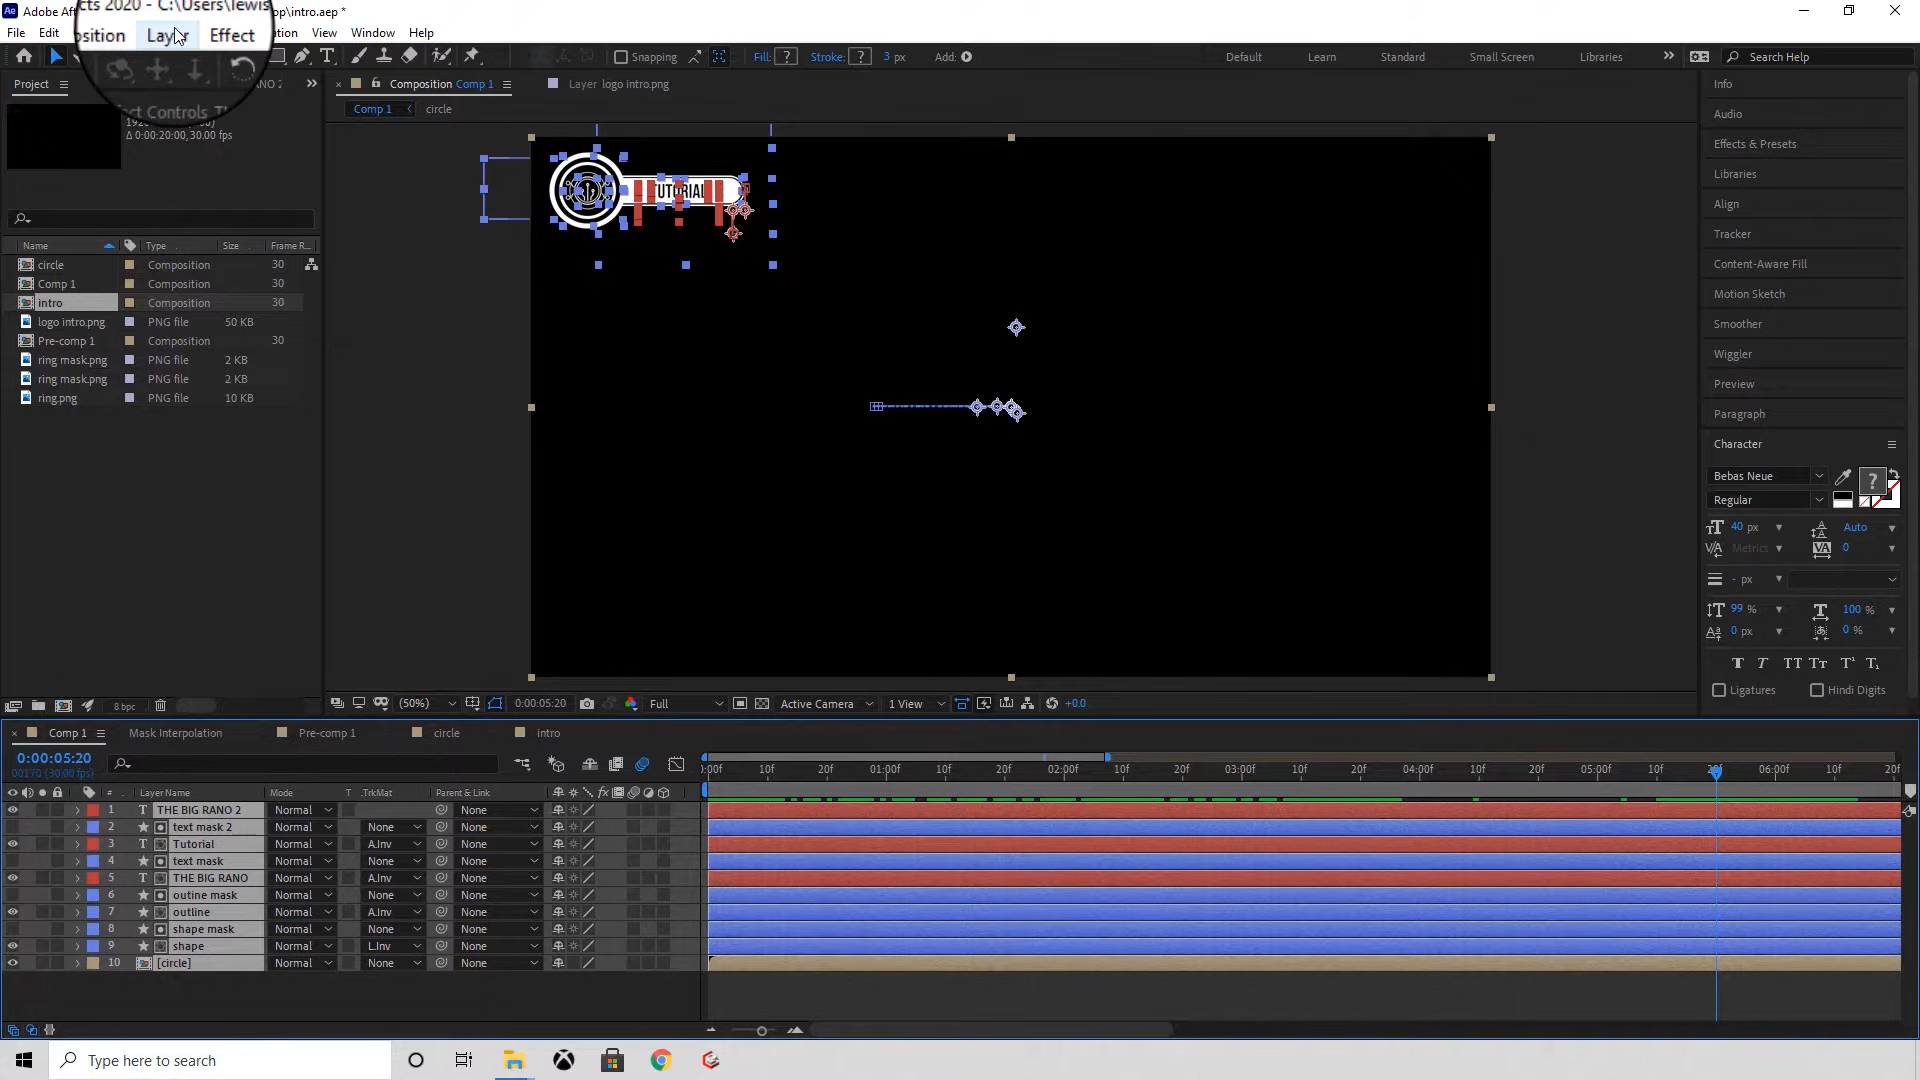 Adobe Af
cts 2020 - C:\Users\lewis
op\intro.aep *
File Edit
osition Layer Effect
ation View Window Help
Snapping
Fill: ? Stroke: ? 3 px Add:
Default Learn Standard Small Screen Libraries Search Help
Project
ect Controls
Δ 0:00:20:00, 30.00 fps
Composition Comp 1
Layer logo intro.png
Comp 1 circle
Name Type Size Frame R...
circle Composition 30
Comp 1 Composition 30
intro Composition 30
logo intro.png PNG file 50 KB
Pre-comp 1 Composition 30
ring mask.png PNG file 2 KB
ring mask.png PNG file 2 KB
ring.png PNG file 10 KB
8 bpc
TUTORIAL
(50%) 0:00:05:20 Full Active Camera 1 View +0.0
Info
Audio
Effects & Presets
Libraries
Align
Tracker
Content-Aware Fill
Motion Sketch
Smoother
Wiggler
Preview
Paragraph
Character
Bebas Neue
Regular
?
40 px Auto
Metrics 0
- px
99 % 100 %
0 px 0 %
Ligatures Hindi Digits
Comp 1 Mask Interpolation Pre-comp 1 circle intro
0:00:05:20
00170 (30.00 fps)
:00f 10f 20f 01:00f 10f 20f 02:00f 10f 20f 03:00f 10f 20f 04:00f 10f 20f 05:00f 10f 20f 06:00f 10f 20f
# Layer Name Mode T .TrkMat Parent & Link
1 THE BIG RANO 2 Normal None
2 text mask 2 Normal None None
3 Tutorial Normal A.Inv None
4 text mask Normal None None
5 THE BIG RANO Normal A.Inv None
6 outine mask Normal None None
7 outline Normal A.Inv None
8 shape mask Normal None None
9 shape Normal L.Inv None
10 [circle] Normal None None
Type here to search